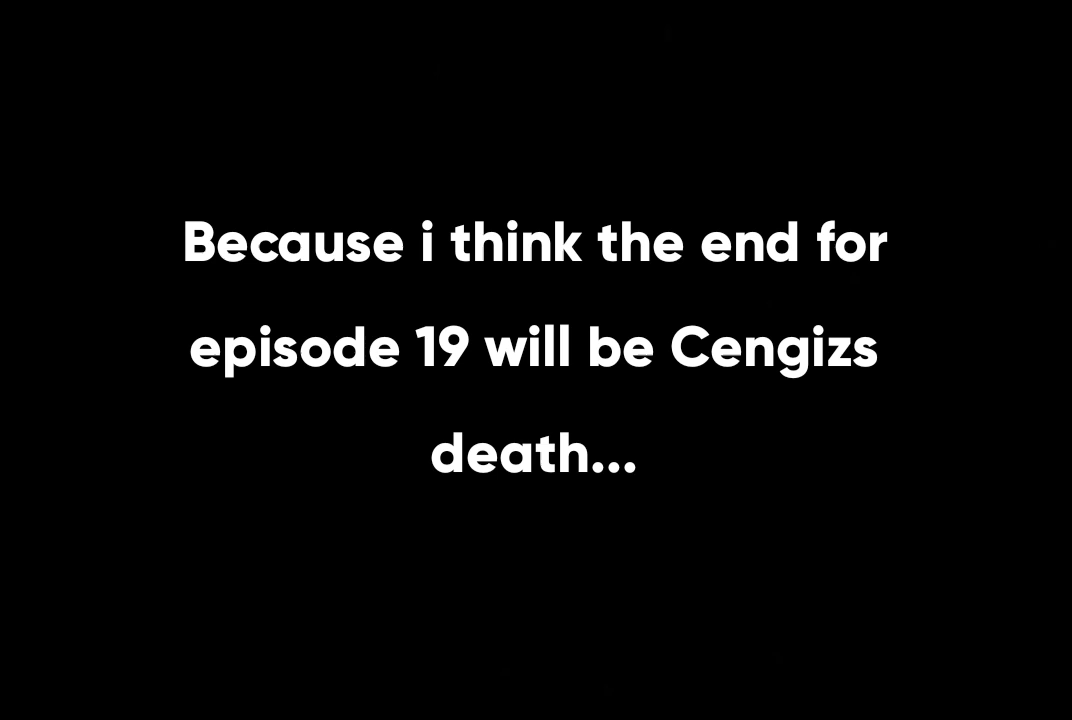 Because i think the end for
episode 19 will be Cengizs
death...